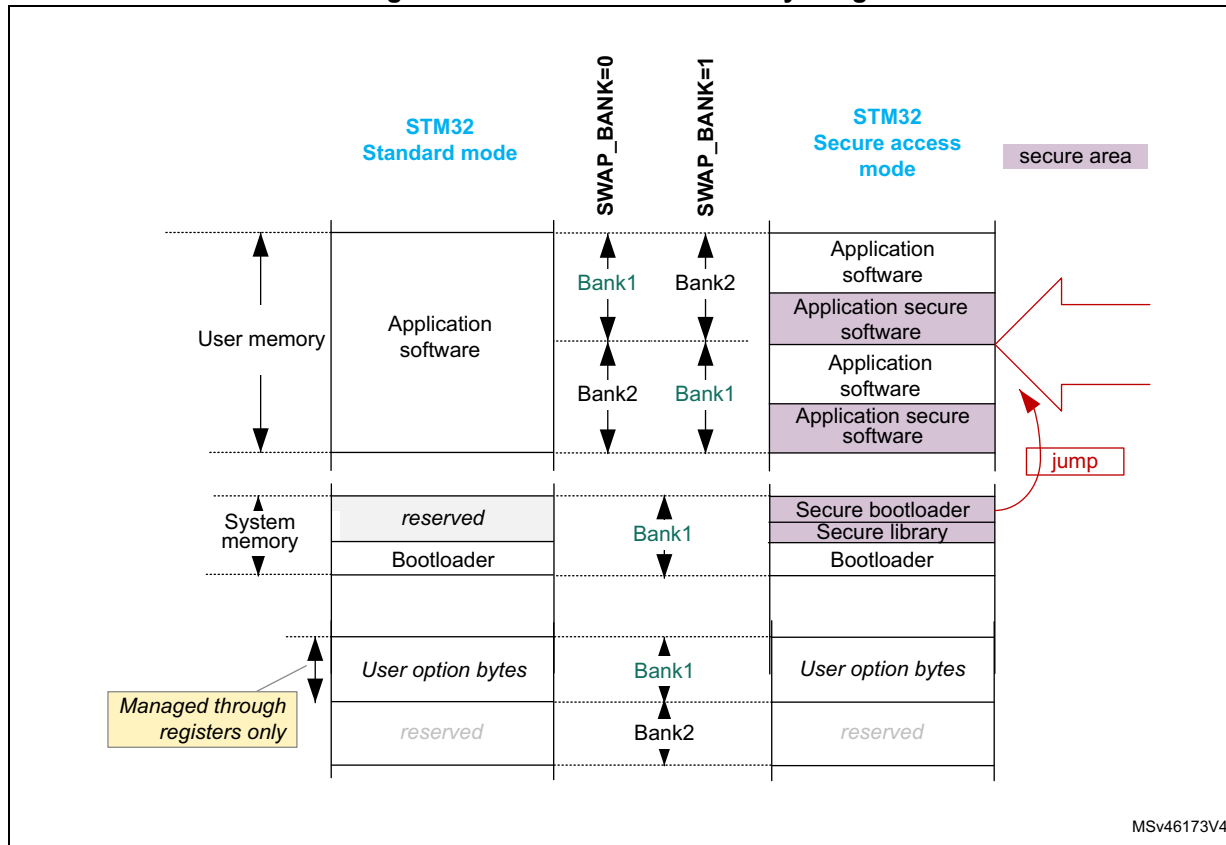 SWAP_BANK=0
SWAP_BANK=1
STM32
Standard mode
STM32
Secure access
mode
secure area
User memory
Application
software
Bank1
Bank2
Bank2
Bank1
Application
software
Application secure
software
Application
software
Application secure
software
jump
System
memory
reserved
Bootloader
Bank1
Secure bootloader
Secure library
Bootloader
Managed through
registers only
User option bytes
reserved
Bank1
Bank2
User option bytes
reserved
MSv46173V4